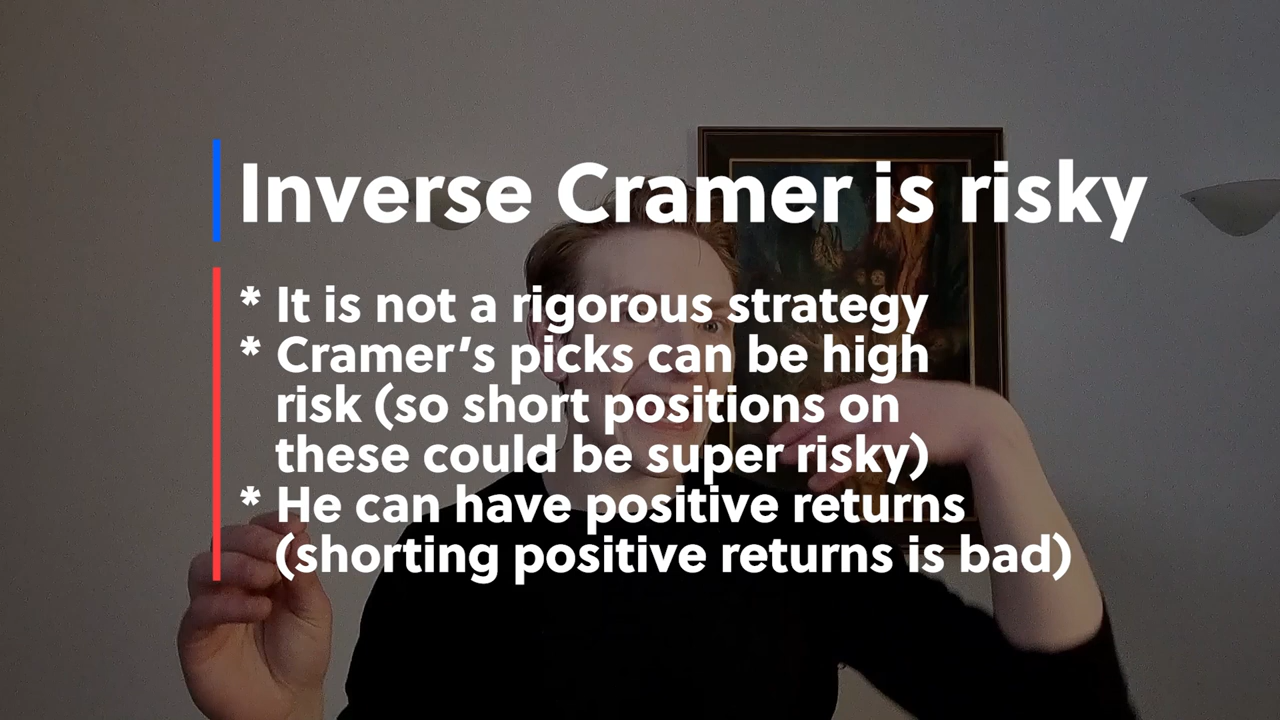 Inverse Cramer is risky
* It is not a rigorous strategy
* Cramer’s picks can be high
risk (so short positions on
these could be super risky)
* He can have positive returns
(shorting positive returns is bad)